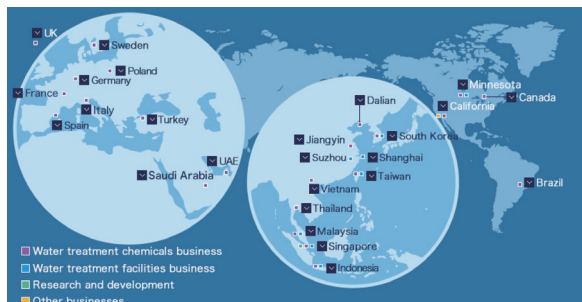 UK
Sweden
Poland
Germany
France
Italy
Spain
Turkey
UAE
Saudi Arabia
Dalian
Jiangyin
South Korea
Suzhou
Shanghai
Taiwan
Vietnam
Thailand
Malaysia
Singapore
Indonesia
Minnesota
Canada
California
Brazil
Water treatment chemicals business
Water treatment facilities business
Research and development
Other businesses